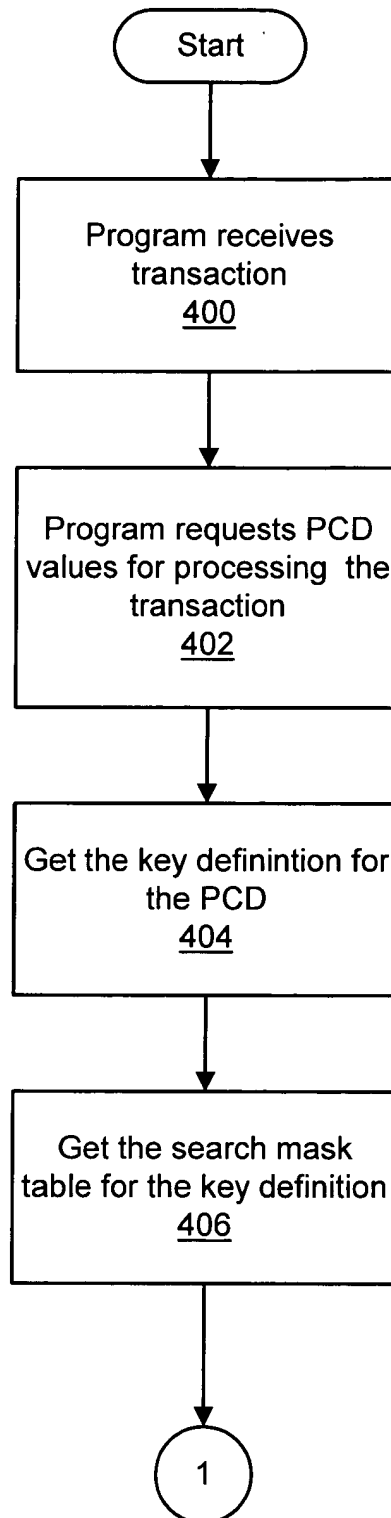 Start
Program receives
transaction
400
Program requests PCD
values for processing the
transaction
402
Get the key definintion for
the PCD
404
Get the search mask
table for the key definition
406
1